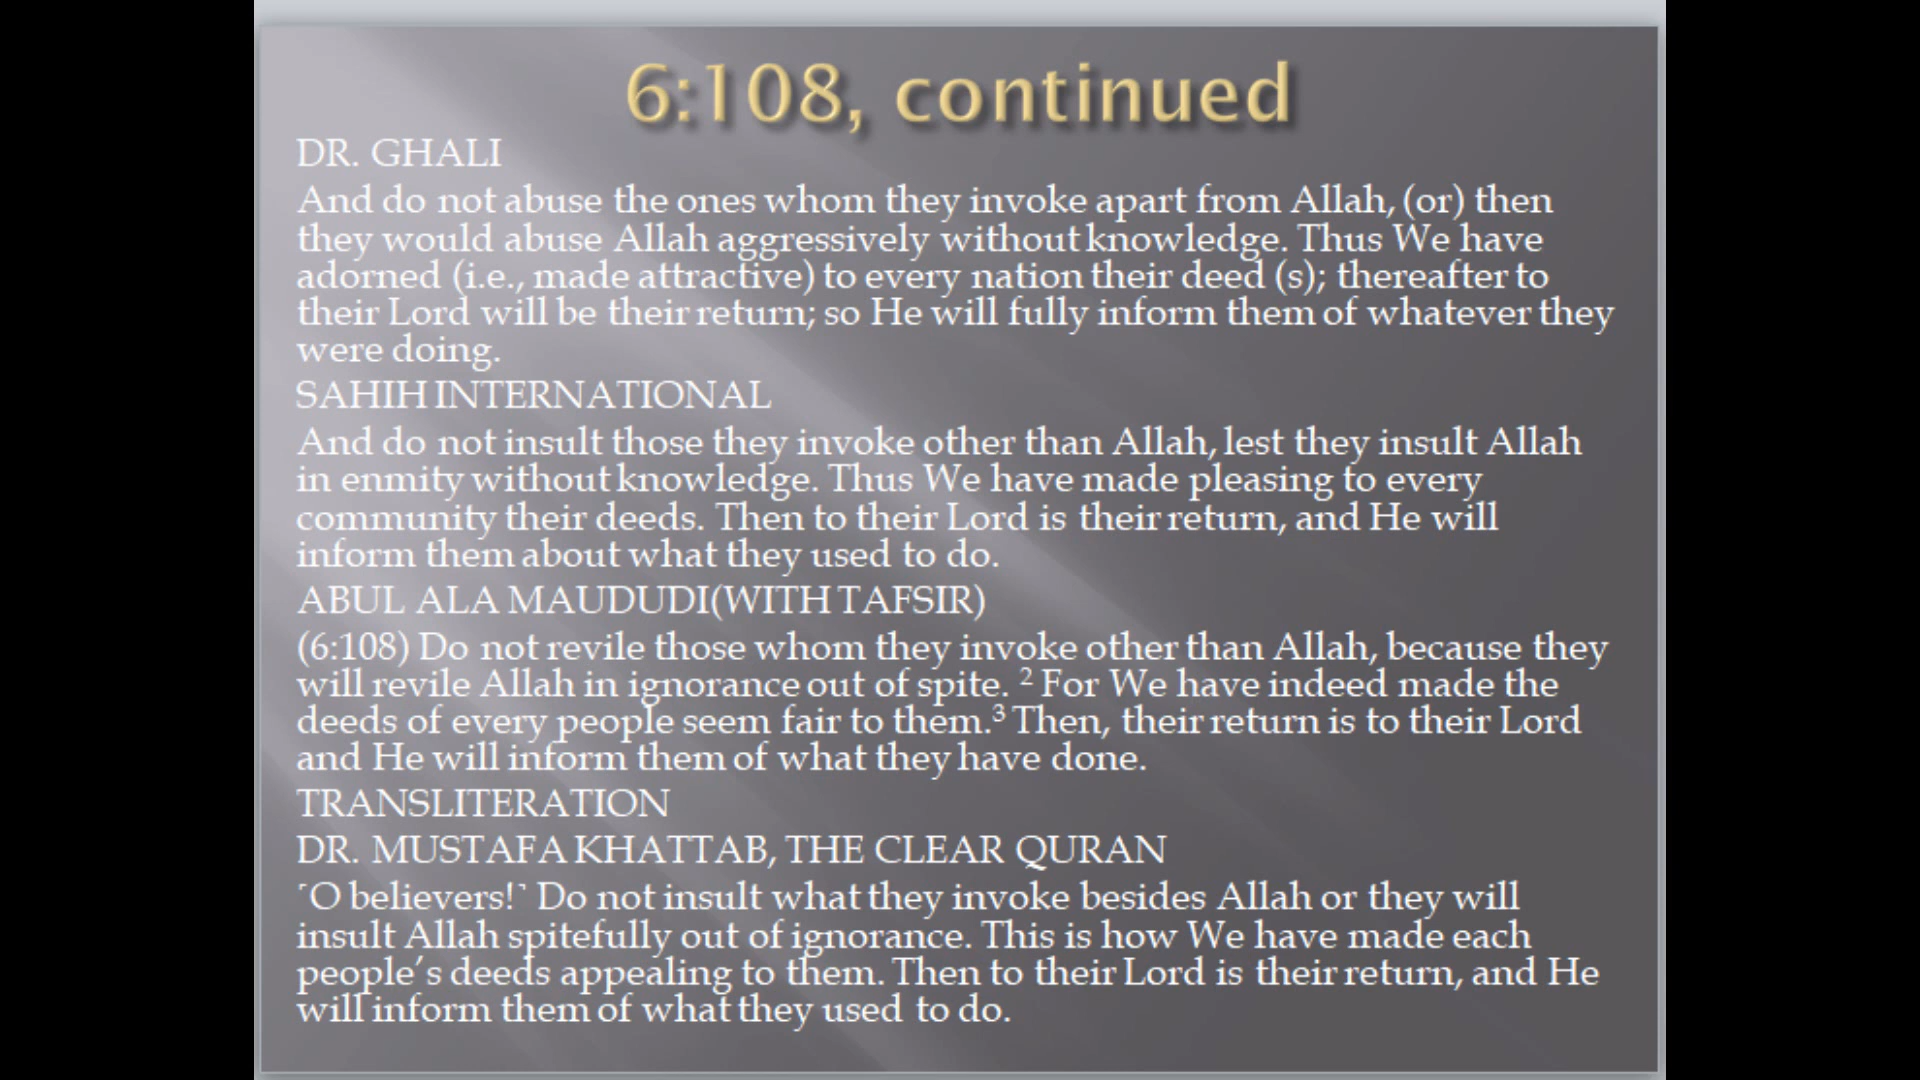 6:108, continued
DR. GHALI
And do not abuse the ones whom they invoke apart from Allah, (or) then
they would abuse Allah aggressively without knowledge. Thus We have
adorned (i.e., made attractive) to every nation their deed (s); thereafter to
their Lord will be their return; so He will fully inform them of whatever they
were doing.
SAHIH INTERNATIONAL
And do not insult those they invoke other than Allah, lest they insult Allah
in enmity without knowledge. Thus We have made pleasing to every
community their deeds. Then to their Lord is their return, and He will
inform them about what they used to do.
ABUL ALA MAUDUDI(WITH TAFSIR)
(6:108) Do not revile those whom they invoke other than Allah, because they
will revile Allah in ignorance out of spite. ² For We have indeed made the
deeds of every people seem fair to them.³ Then, their return is to their Lord
and He will inform them of what they have done.
TRANSLITERATION
DR. MUSTAFA KHATTAB, THE CLEAR QURAN
˹O believers!˺ Do not insult what they invoke besides Allah or they will
insult Allah spitefully out of ignorance. This is how We have made each
people’s deeds appealing to them. Then to their Lord is their return, and He
will inform them of what they used to do.